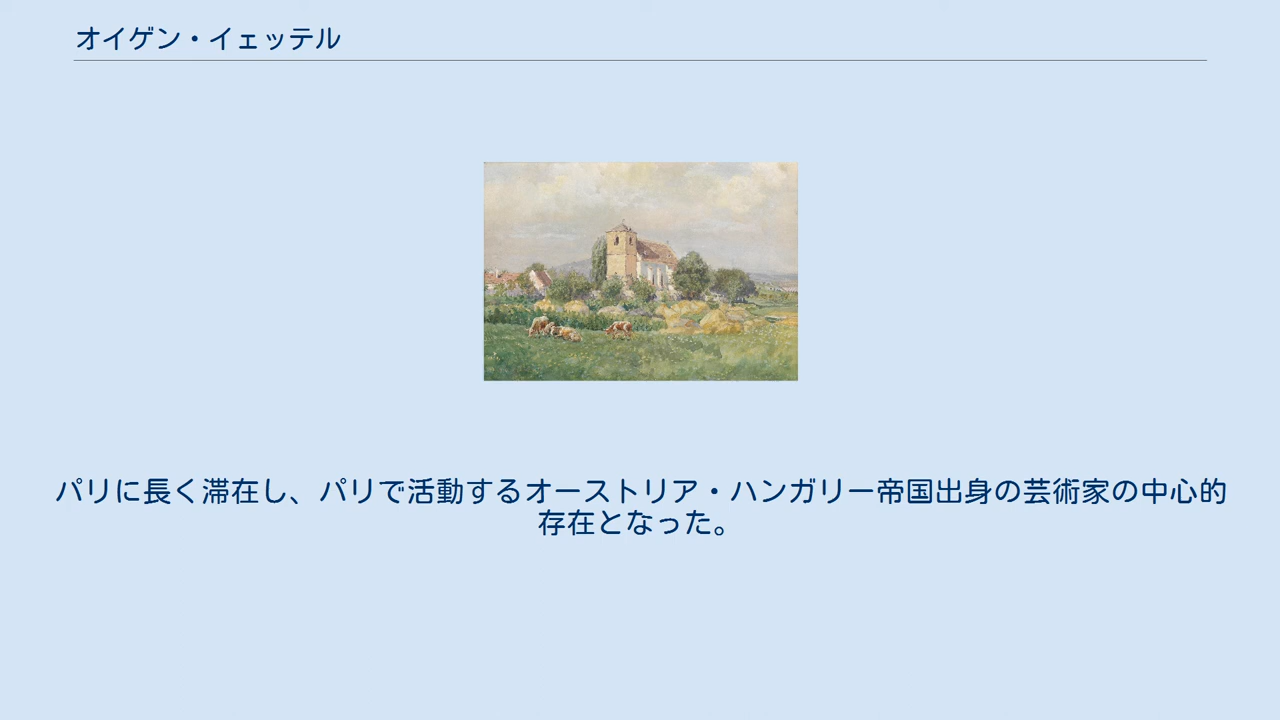 オイゲン・イェッテル
パリに長く滞在し、パリで活動するオーストリア・ハンガリー帝国出身の芸術家の中心的
存在となった。